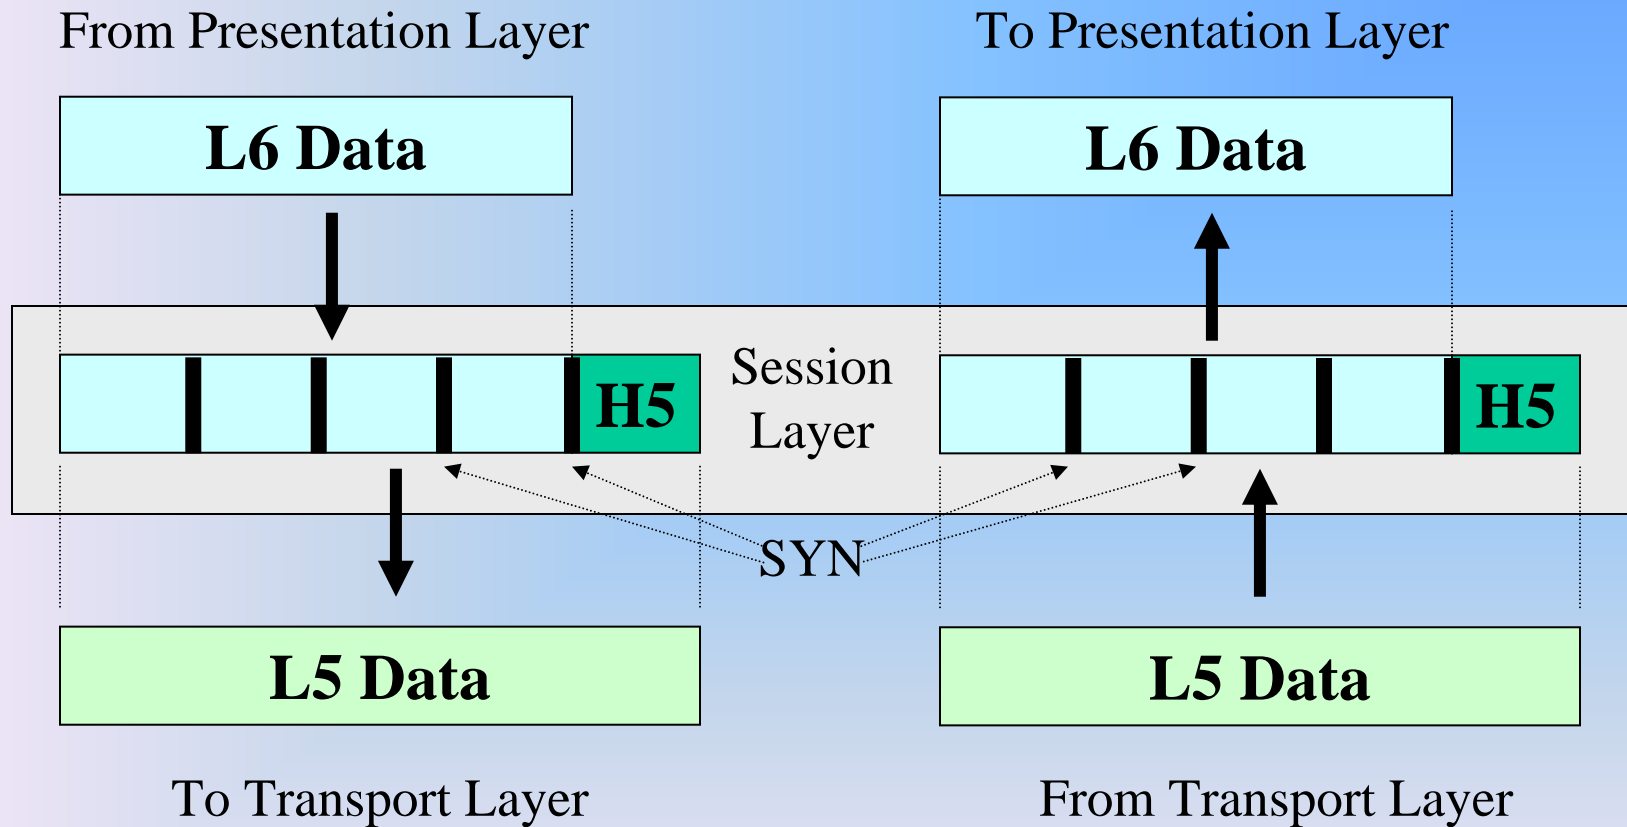 From Presentation Layer
To Presentation Layer
L6 Data
L6 Data
H5
Session
Layer
H5
SYN
L5 Data
L5 Data
To Transport Layer
From Transport Layer